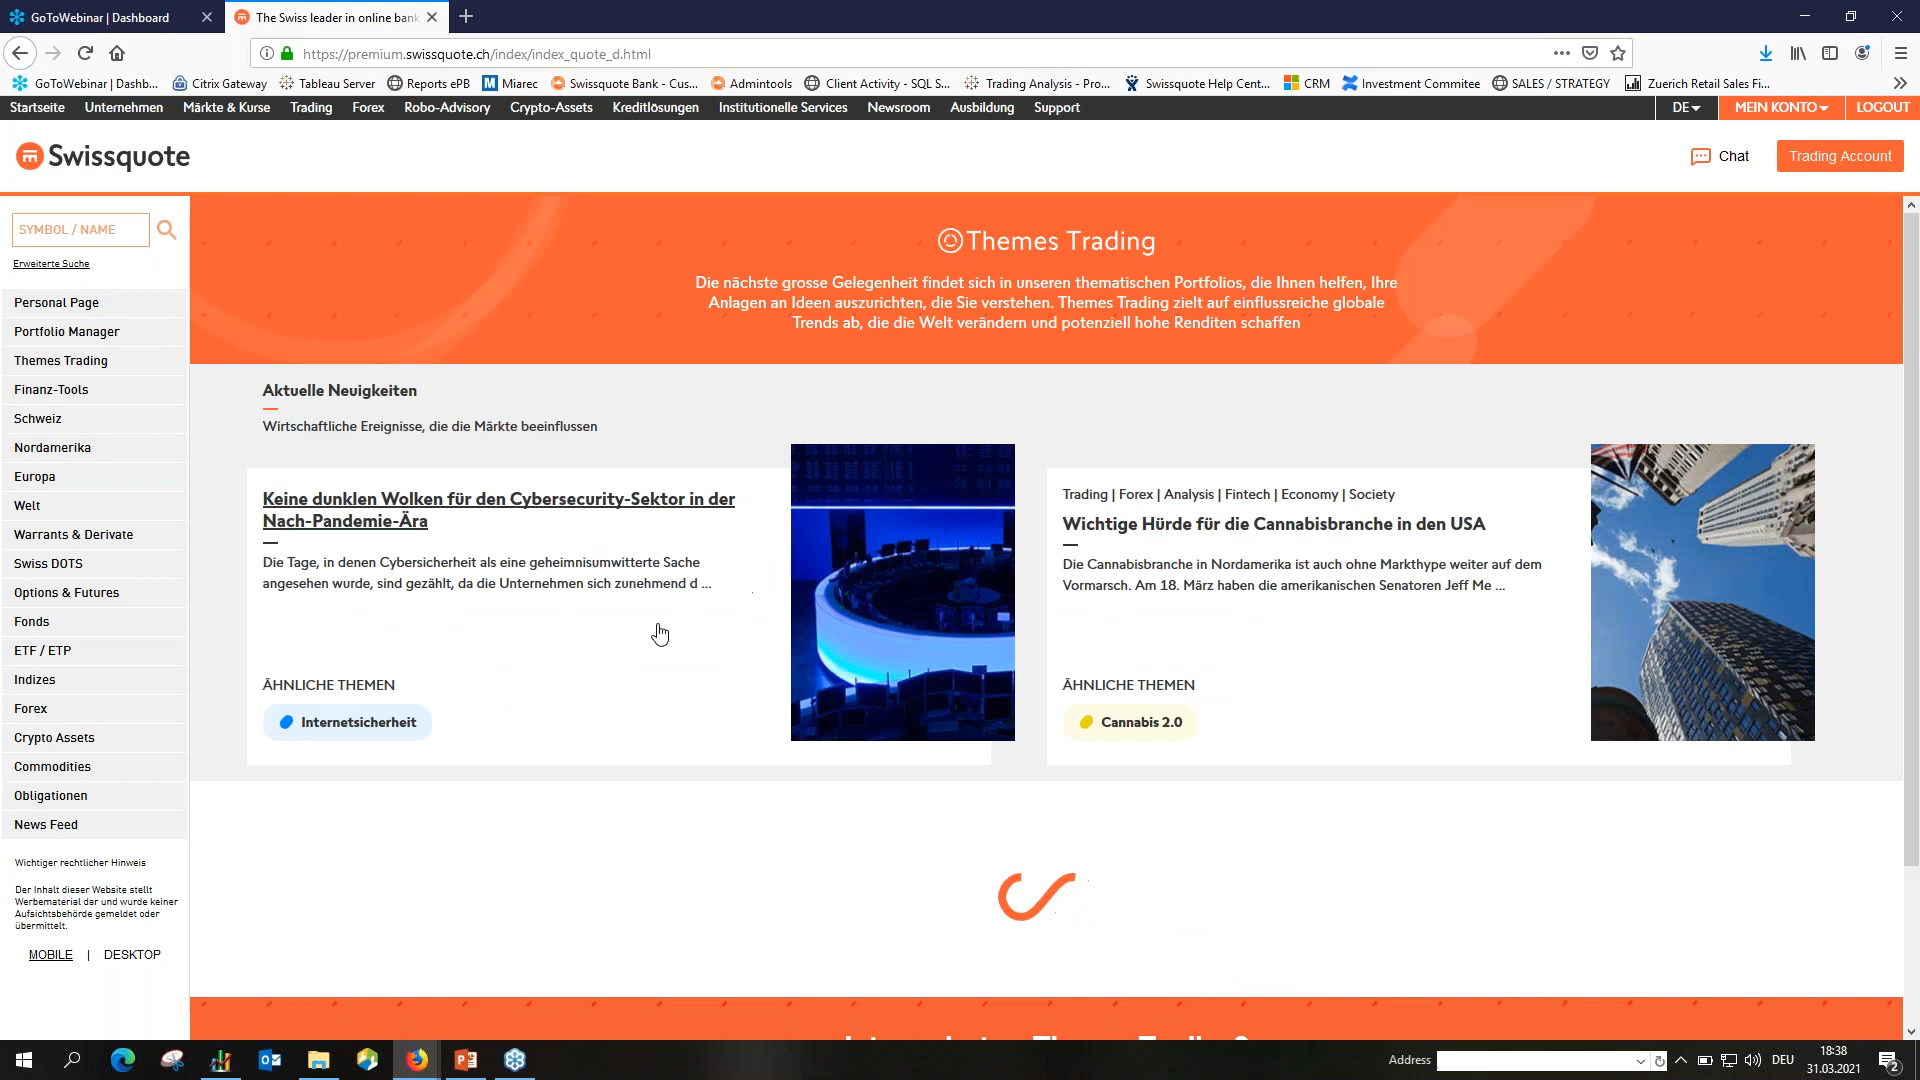 GoToWebinar | Dashboard
The Swiss leader in online bank
https://premium.swissquote.ch/index/index_quote_d.html
GoToWebinar | Dashb...
Citrix Gateway
Tableau Server
Reports ePB
Miarec
Swissquote Bank - Cus...
Admintools
Client Activity - SQL S...
Trading Analysis - Pro...
Swissquote Help Cent...
CRM
Investment Commitee
SALES / STRATEGY
Zuerich Retail Sales Fi...
Startseite
Unternehmen
Märkte & Kurse
Trading
Forex
Robo-Advisory
Crypto-Assets
Kreditlösungen
Institutionelle Services
Newsroom
Ausbildung
Support
DE
MEIN KONTO
LOGOUT
Swissquote
Chat
Trading Account
SYMBOL / NAME
Erweiterte Suche
Personal Page
Portfolio Manager
Themes Trading
Finanz-Tools
Schweiz
Nordamerika
Europa
Welt
Warrants & Derivate
Swiss DOTS
Options & Futures
Fonds
ETF / ETP
Indizes
Forex
Crypto Assets
Commodities
Obligationen
News Feed
Wichtiger rechtlicher Hinweis
Der Inhalt dieser Website stellt
Werbematerial dar und wurde keiner
Aufsichtsbehörde gemeldet oder
übermittelt.
MOBILE | DESKTOP
Themes Trading
Die nächste grosse Gelegenheit findet sich in unseren thematischen Portfolios, die Ihnen helfen, Ihre
Anlagen an Ideen auszurichten, die Sie verstehen. Themes Trading zielt auf einflussreiche globale
Trends ab, die die Welt verändern und potenziell hohe Renditen schaffen
Aktuelle Neuigkeiten
Wirtschaftliche Ereignisse, die die Märkte beeinflussen
Keine dunklen Wolken für den Cybersecurity-Sektor in der
Nach-Pandemie-Ära
Die Tage, in denen Cybersicherheit als eine geheimnisumwitterte Sache
angesehen wurde, sind gezählt, da die Unternehmen sich zunehmend d ...
ÄHNLICHE THEMEN
Internetsicherheit
Trading | Forex | Analysis | Fintech | Economy | Society
Wichtige Hürde für die Cannabisbranche in den USA
Die Cannabisbranche in Nordamerika ist auch ohne Markthype weiter auf dem
Vormarsch. Am 18. März haben die amerikanischen Senatoren Jeff Me ...
ÄHNLICHE THEMEN
Cannabis 2.0
Address
DEU
18:38
31.03.2021
2